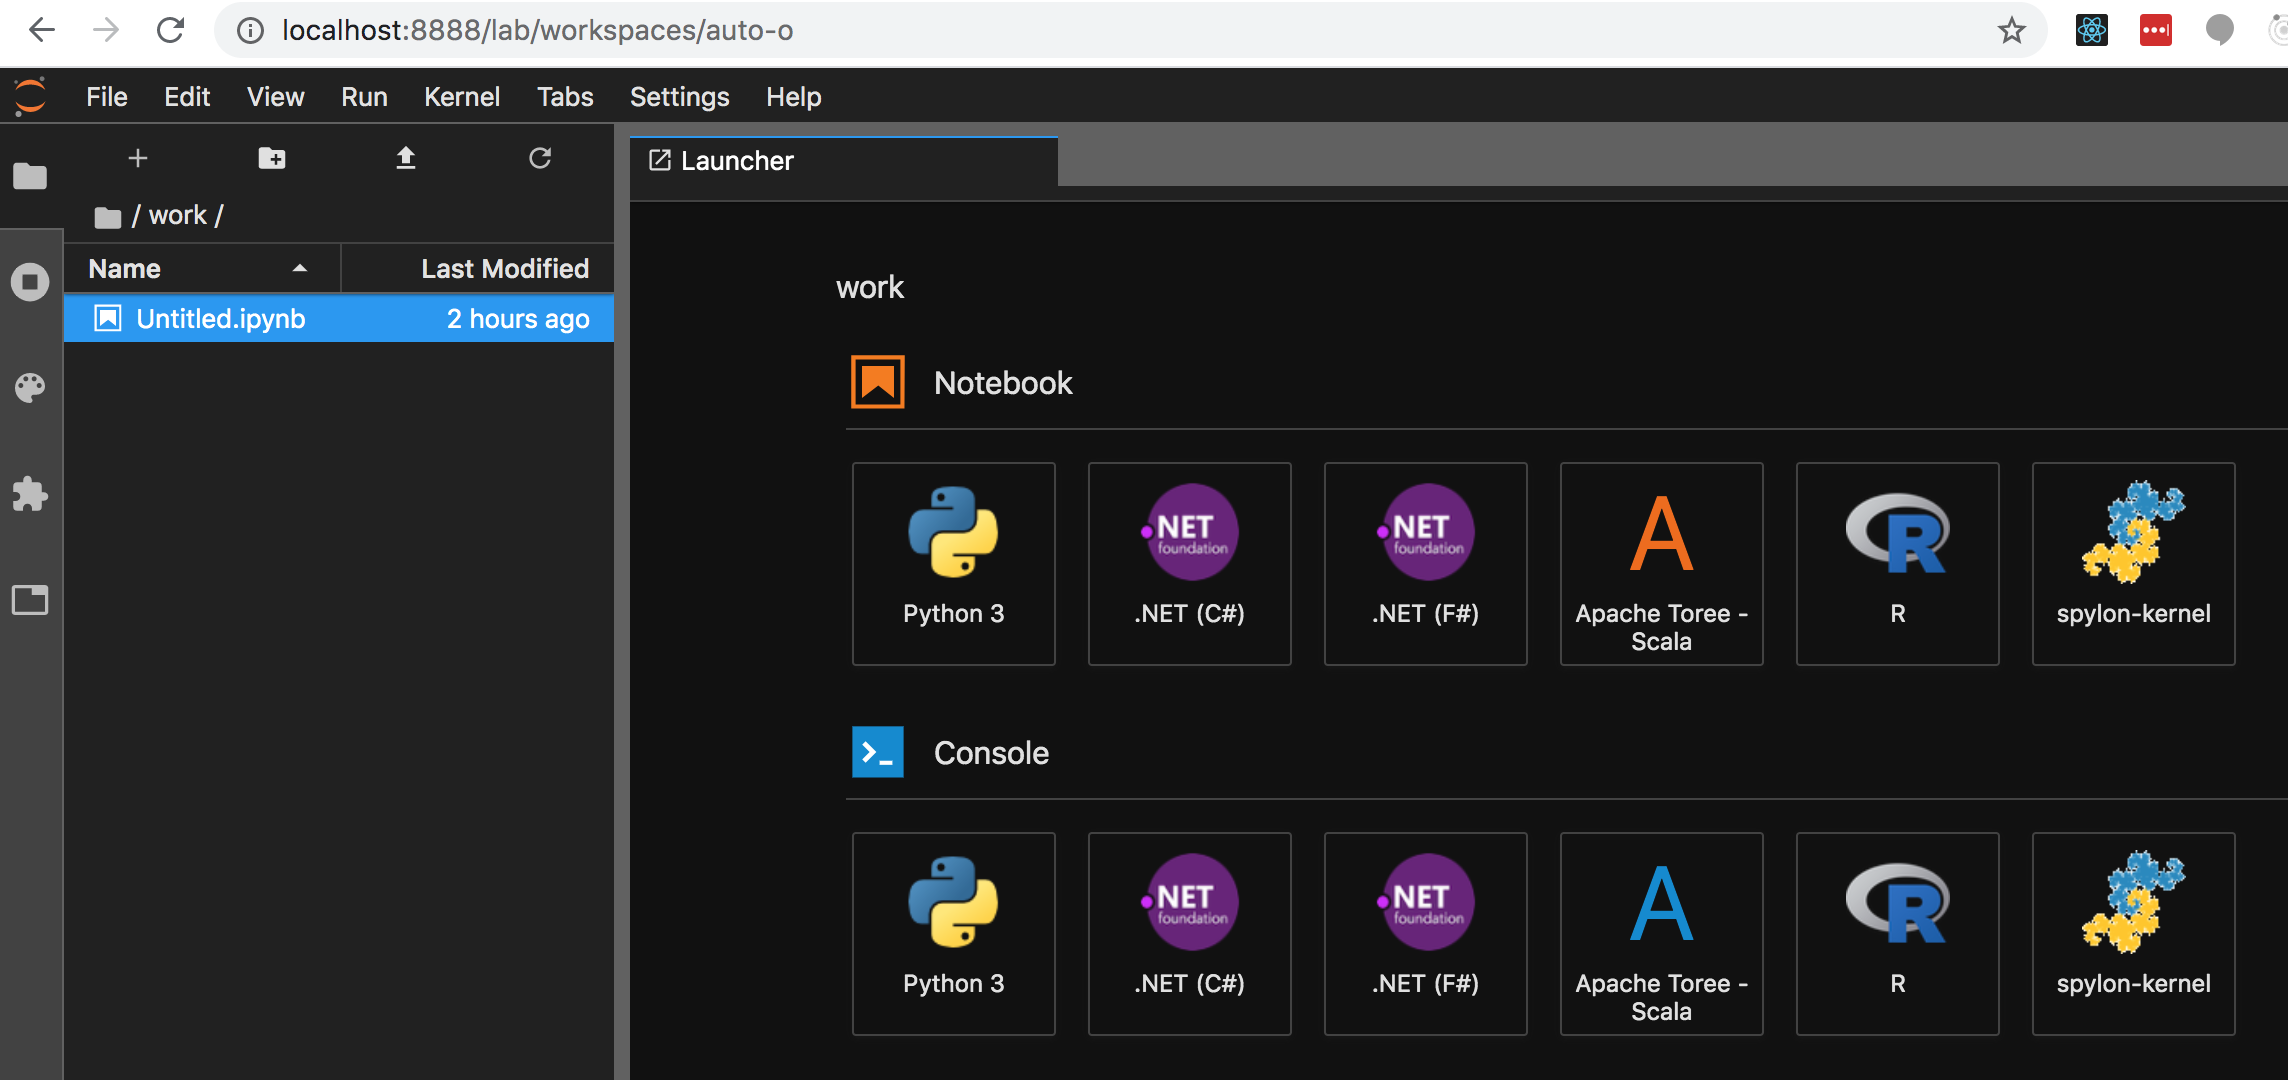 localhost:8888/lab/workspaces/auto-o
File Edit View Run Kernel Tabs Settings Help
/ work /
Name Last Modified
Untitled.ipynb 2 hours ago
Launcher
work
Notebook
Python 3
.NET foundation
.NET (C#)
.NET foundation
.NET (F#)
A
Apache Toree -
Scala
R
R
spylon-kernel
Console
Python 3
.NET foundation
.NET (C#)
.NET foundation
.NET (F#)
A
Apache Toree -
Scala
R
R
spylon-kernel